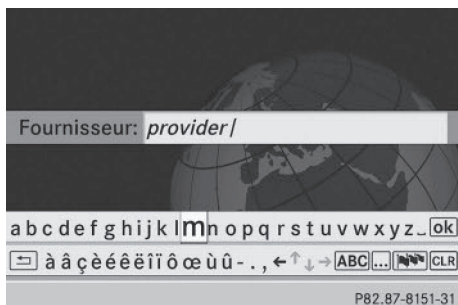 Fournisseur: provider
a b c d e f g h i j k l m n o p q r s t u v w x y z _ ok
à â ç è é ê ë î ï ô œ ù û - . , ← ↑ ↓ → ABC ... CLR
P82.87-8151-31